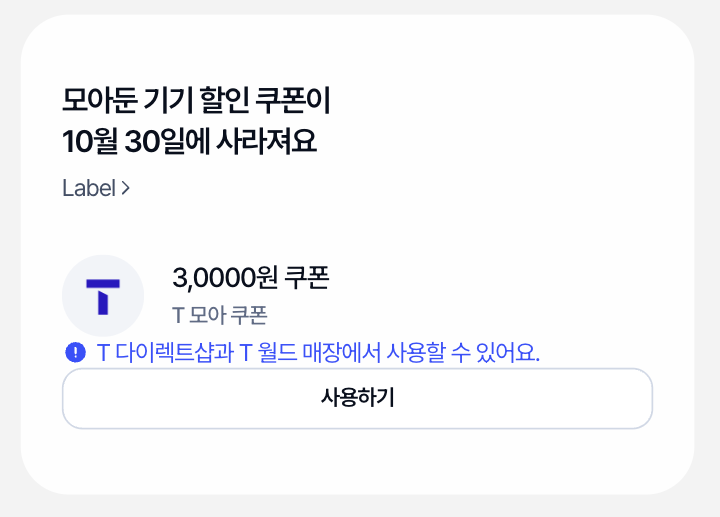 모아둔 기기 할인 쿠폰이
10월 30일에 사라져요
Label >
3,0000원 쿠폰
T 모아 쿠폰
T 다이렉트샵과 T 월드 매장에서 사용할 수 있어요.
사용하기